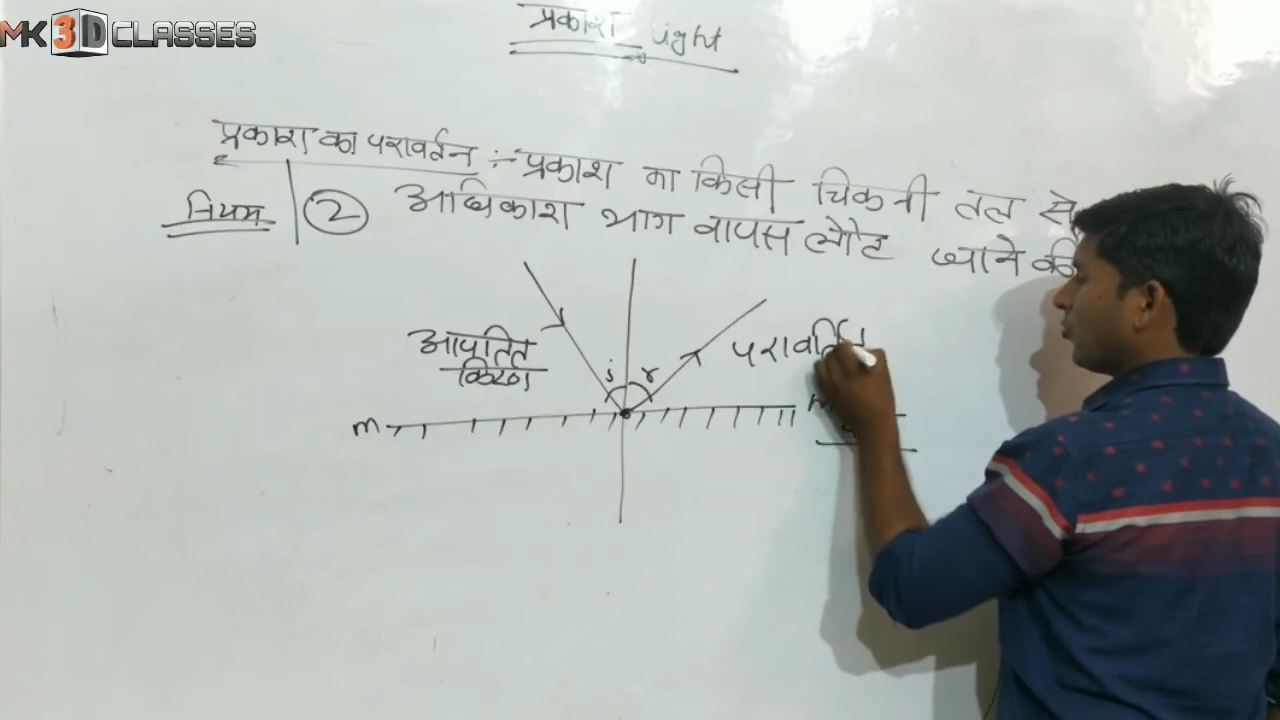 MK3D CLASSES
प्रकाश Light
प्रकाश का परावर्तन :- प्रकाश का किसी चिकनी तल से
नियम ② अधिकाश भाग वापस लौट जाने की
आपतित
किरण
i r
परावर्तित
m